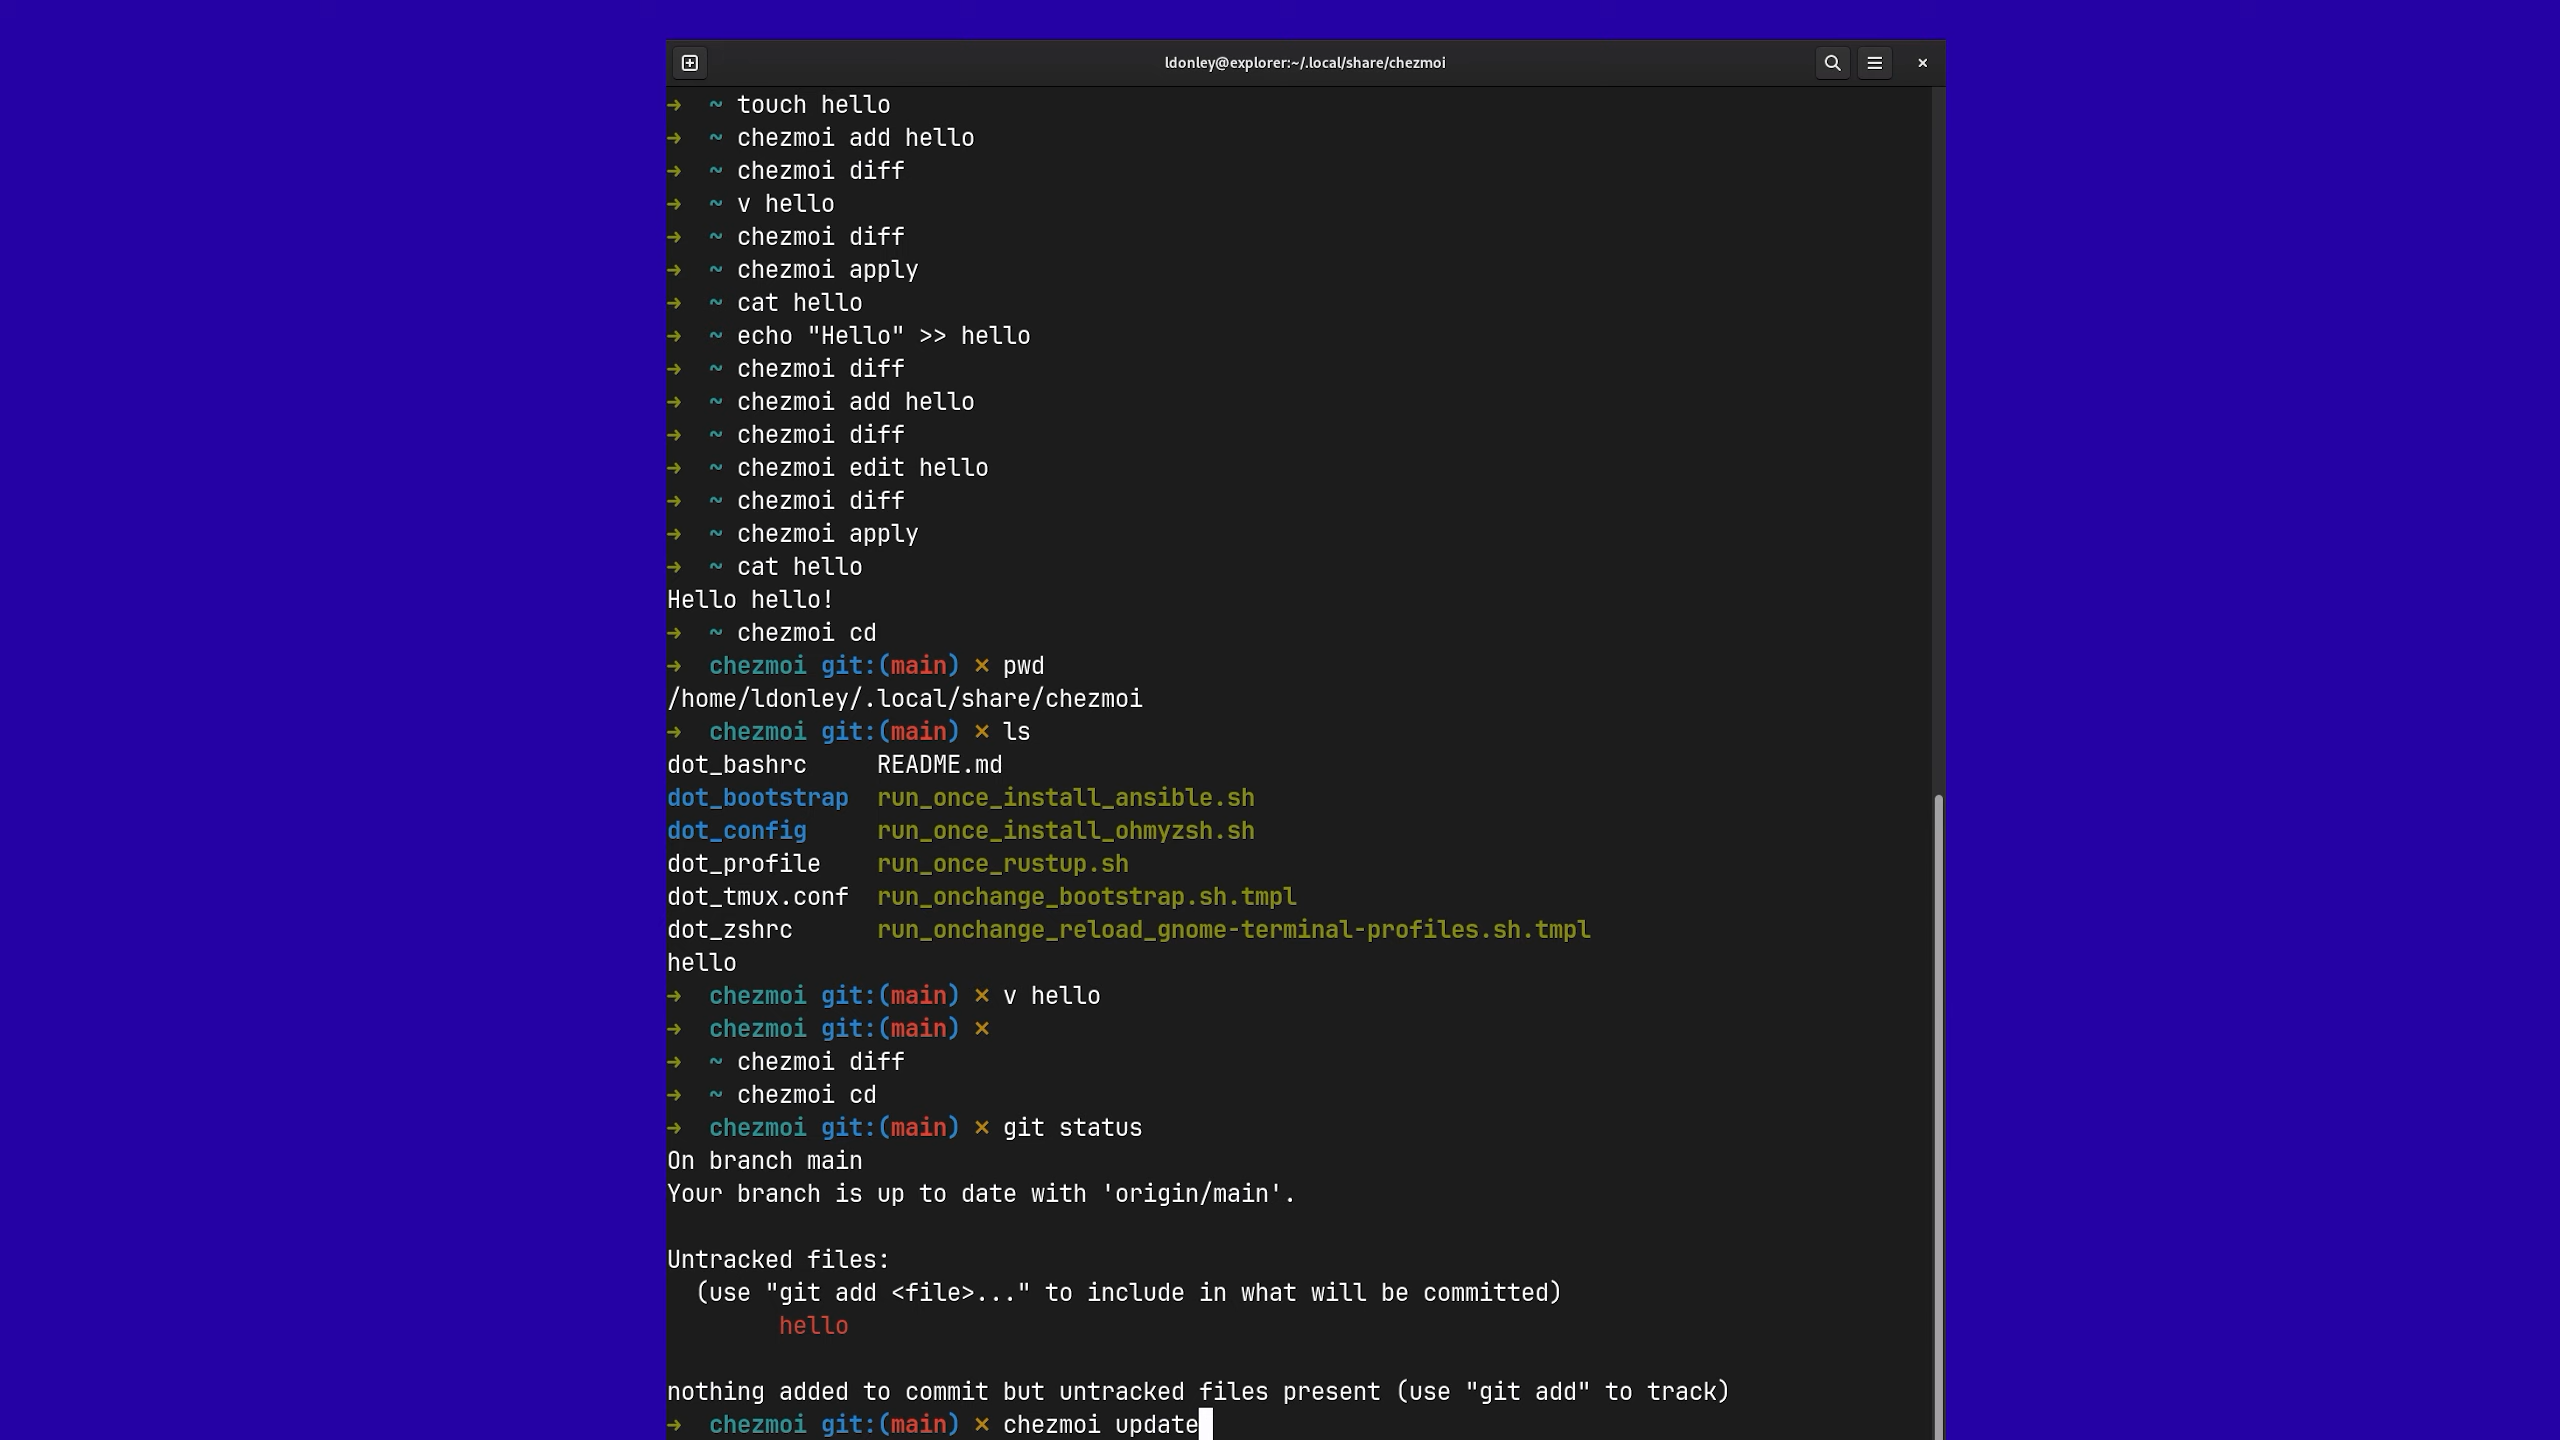 ldonley@explorer:~/.local/share/chezmoi
→ ~ touch hello
→ ~ chezmoi add hello
→ ~ chezmoi diff
→ ~ v hello
→ ~ chezmoi diff
→ ~ chezmoi apply
→ ~ cat hello
→ ~ echo "Hello" >> hello
→ ~ chezmoi diff
→ ~ chezmoi add hello
→ ~ chezmoi diff
→ ~ chezmoi edit hello
→ ~ chezmoi diff
→ ~ chezmoi apply
→ ~ cat hello
Hello hello!
→ ~ chezmoi cd
→ chezmoi git:(main) × pwd
/home/ldonley/.local/share/chezmoi
→ chezmoi git:(main) × ls
dot_bashrc README.md
dot_bootstrap run_once_install_ansible.sh
dot_config run_once_install_ohmyzsh.sh
dot_profile run_once_rustup.sh
dot_tmux.conf run_onchange_bootstrap.sh.tmpl
dot_zshrc run_onchange_reload_gnome-terminal-profiles.sh.tmpl
hello
→ chezmoi git:(main) × v hello
→ chezmoi git:(main) ×
→ ~ chezmoi diff
→ ~ chezmoi cd
→ chezmoi git:(main) × git status
On branch main
Your branch is up to date with 'origin/main'.
Untracked files:
(use "git add <file>..." to include in what will be committed)
hello
nothing added to commit but untracked files present (use "git add" to track)
→ chezmoi git:(main) × chezmoi update